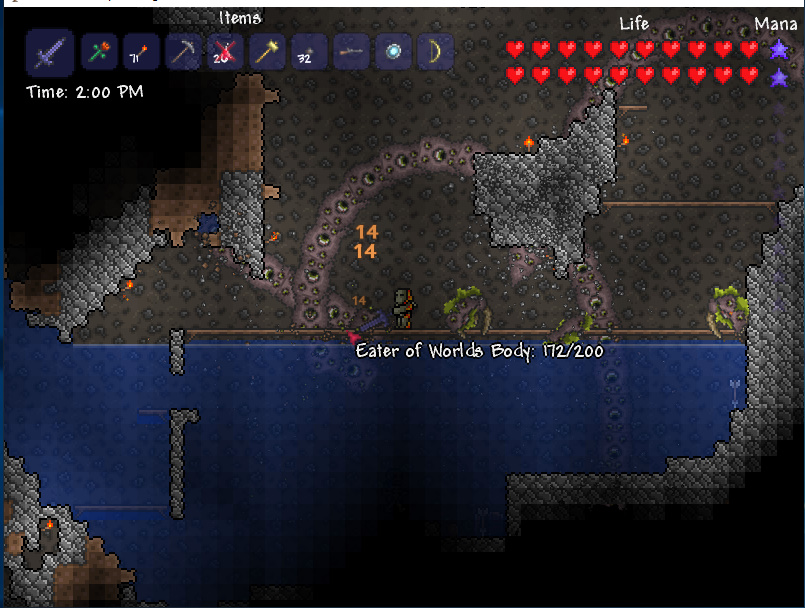 Items
Life
Mana
71
20
32
Time: 2:00 PM
14
14
14
Eater of Worlds Body: 172/200